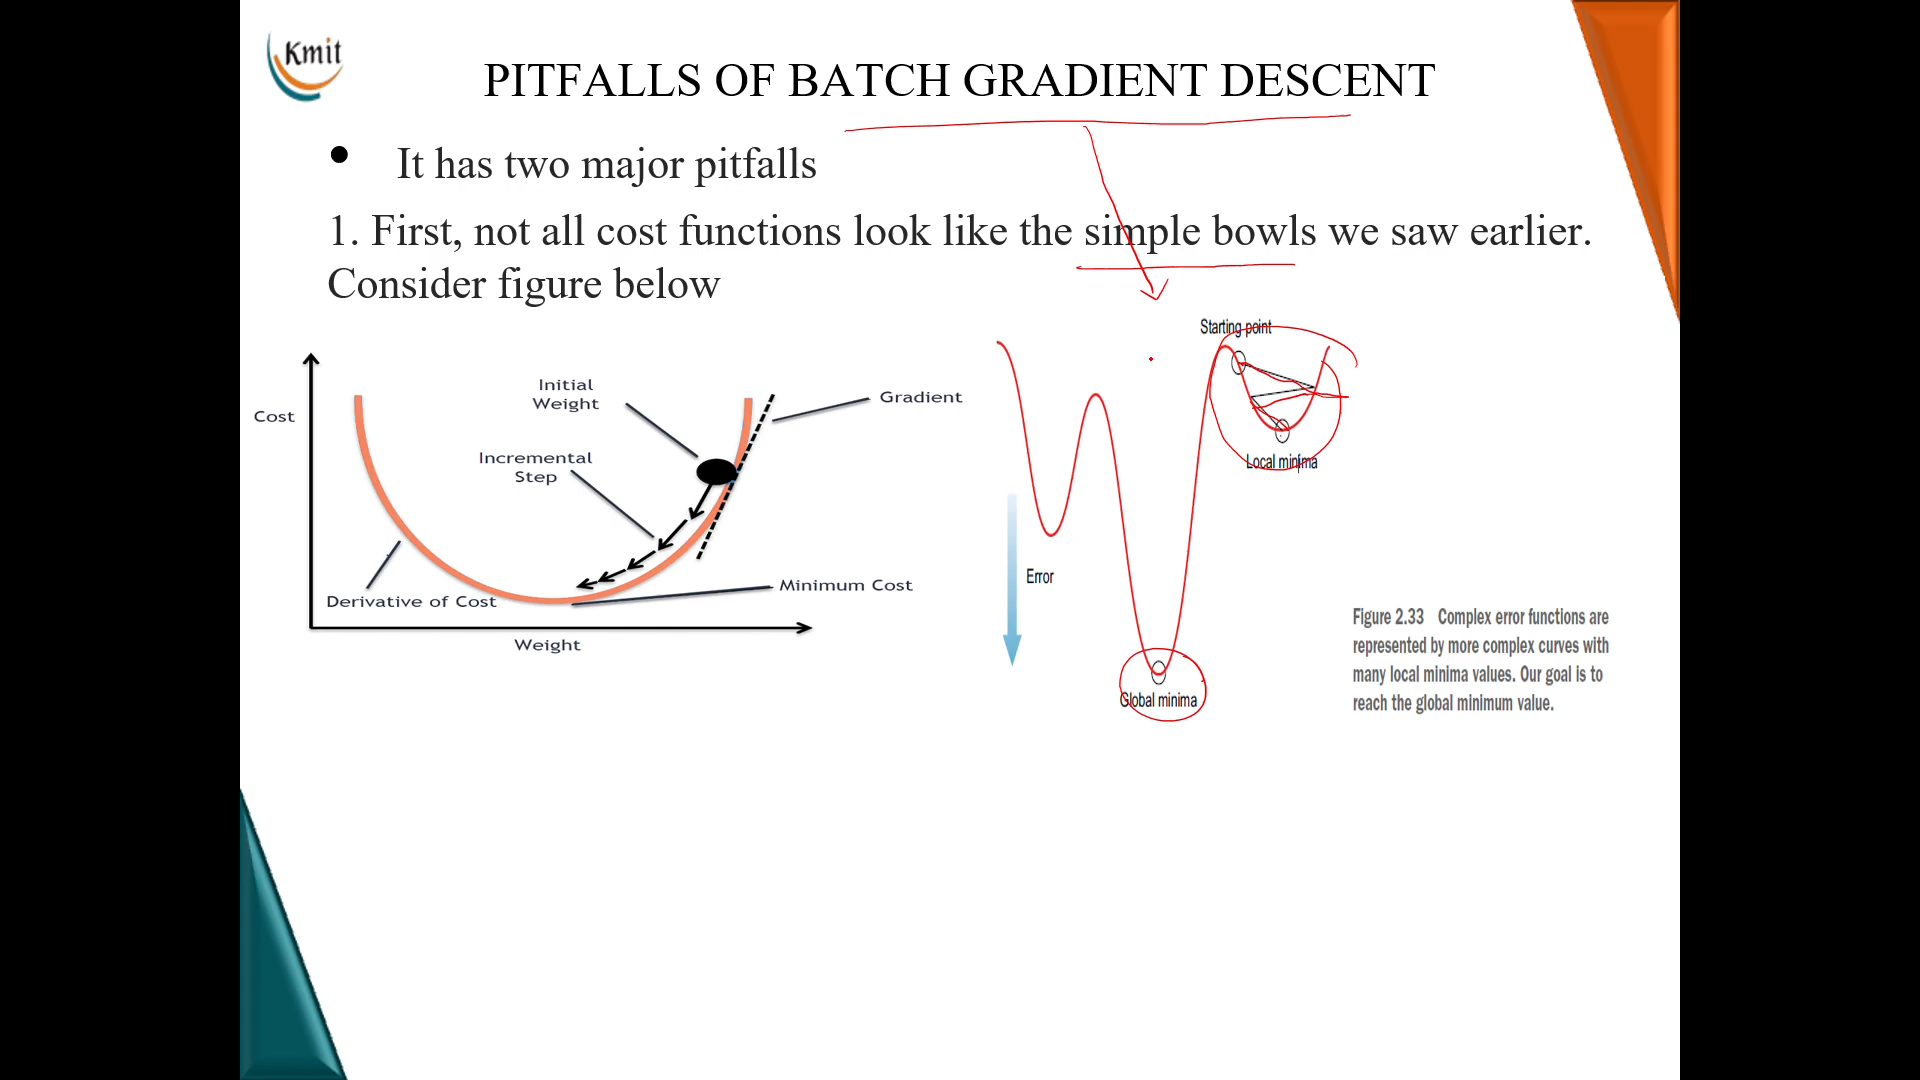 Kmit
PITFALLS OF BATCH GRADIENT DESCENT
• It has two major pitfalls
1. First, not all cost functions look like the simple bowls we saw earlier.
Consider figure below
Cost
Initial
Weight
Incremental
Step
Gradient
Derivative of Cost
Minimum Cost
Weight
Starting point
Local minima
Error
Global minima
Figure 2.33 Complex error functions are
represented by more complex curves with
many local minima values. Our goal is to
reach the global minimum value.